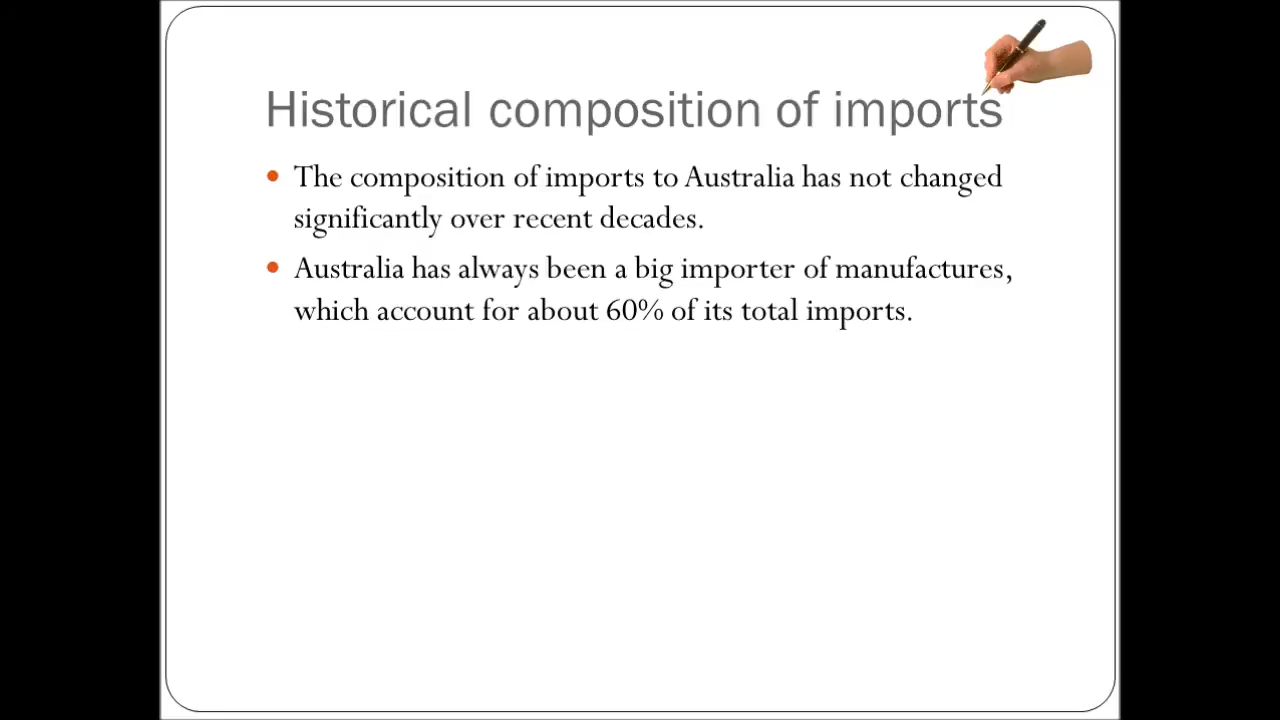 Historical composition of imports
The composition of imports to Australia has not changed
significantly over recent decades.
Australia has always been a big importer of manufactures,
which account for about 60% of its total imports.